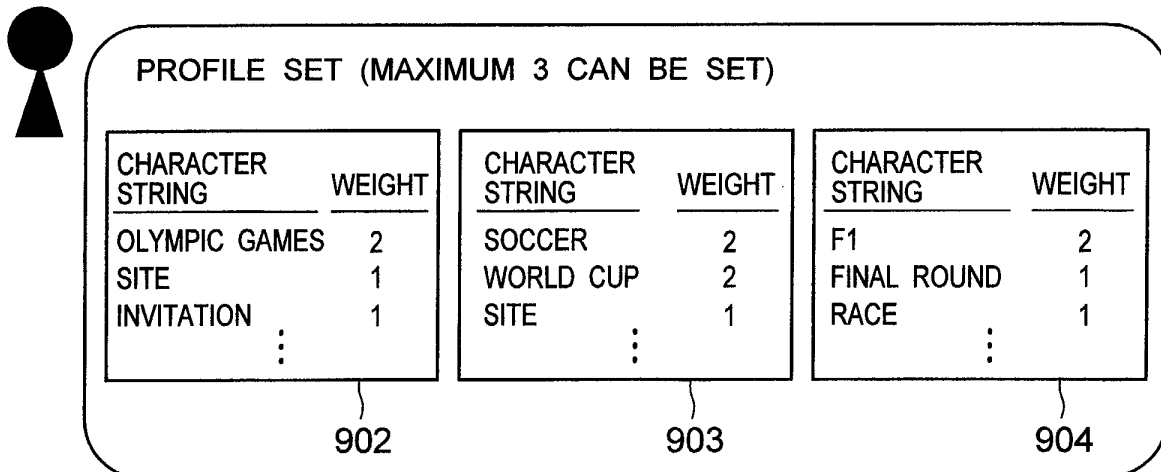 PROFILE SET (MAXIMUM 3 CAN BE SET)
CHARACTER
STRING WEIGHT
OLYMPIC GAMES 2
SITE 1
INVITATION 1
⋮
902
CHARACTER
STRING WEIGHT
SOCCER 2
WORLD CUP 2
SITE 1
⋮
903
CHARACTER
STRING WEIGHT
F1 2
FINAL ROUND 1
RACE 1
⋮
904